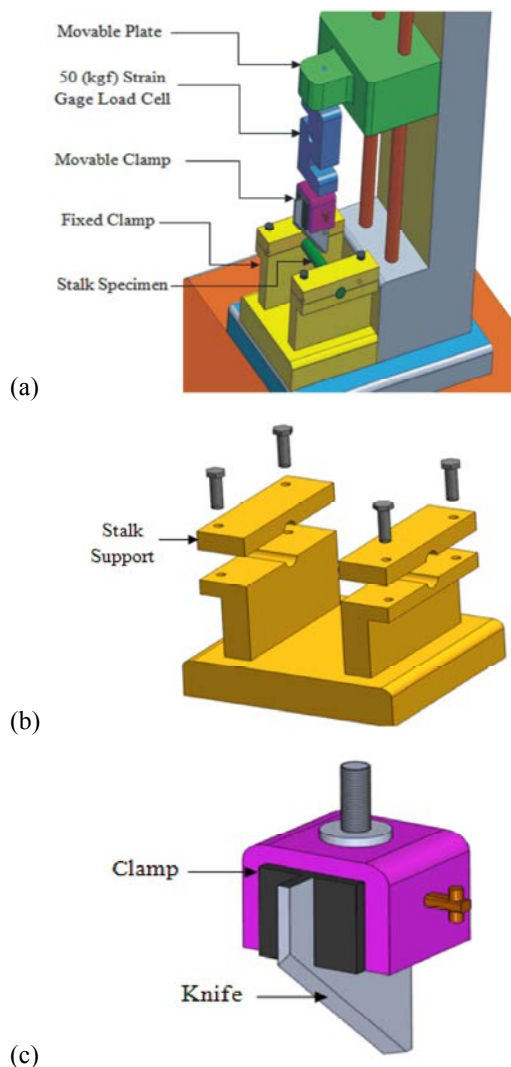 Movable Plate
50 (kgf) Strain
Gage Load Cell
Movable Clamp
Fixed Clamp
Stalk Specimen
(a)
Stalk
Support
(b)
Clamp
Knife
(c)